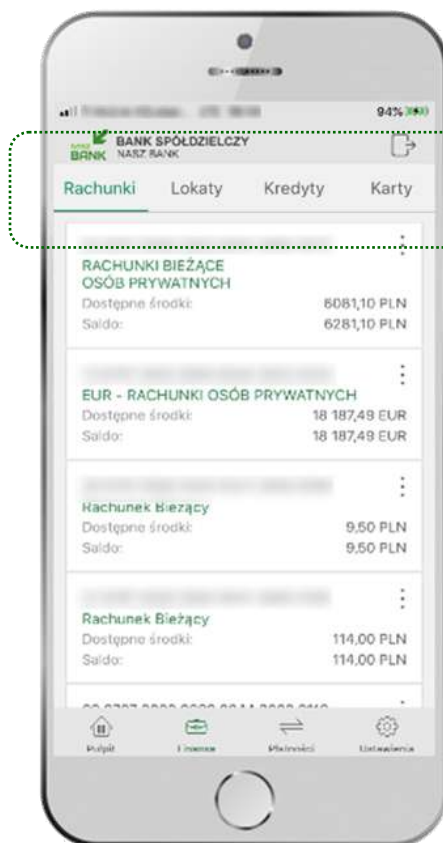 94%
NASZ BANK
BANK SPÓŁDZIELCZY
NASZ BANK
Rachunki Lokaty Kredyty Karty
RACHUNKI BIEŻĄCE
OSÓB PRYWATNYCH
Dostępne środki: 6081,10 PLN
Saldo: 6281,10 PLN
EUR - RACHUNKI OSÓB PRYWATNYCH
Dostępne środki: 18 187,49 EUR
Saldo: 18 187,49 EUR
Rachunek Bieżący
Dostępne środki: 9,50 PLN
Saldo: 9,50 PLN
Rachunek Bieżący
Dostępne środki: 114,00 PLN
Saldo: 114,00 PLN
Pulpit Finanse Płatności Ustawienia